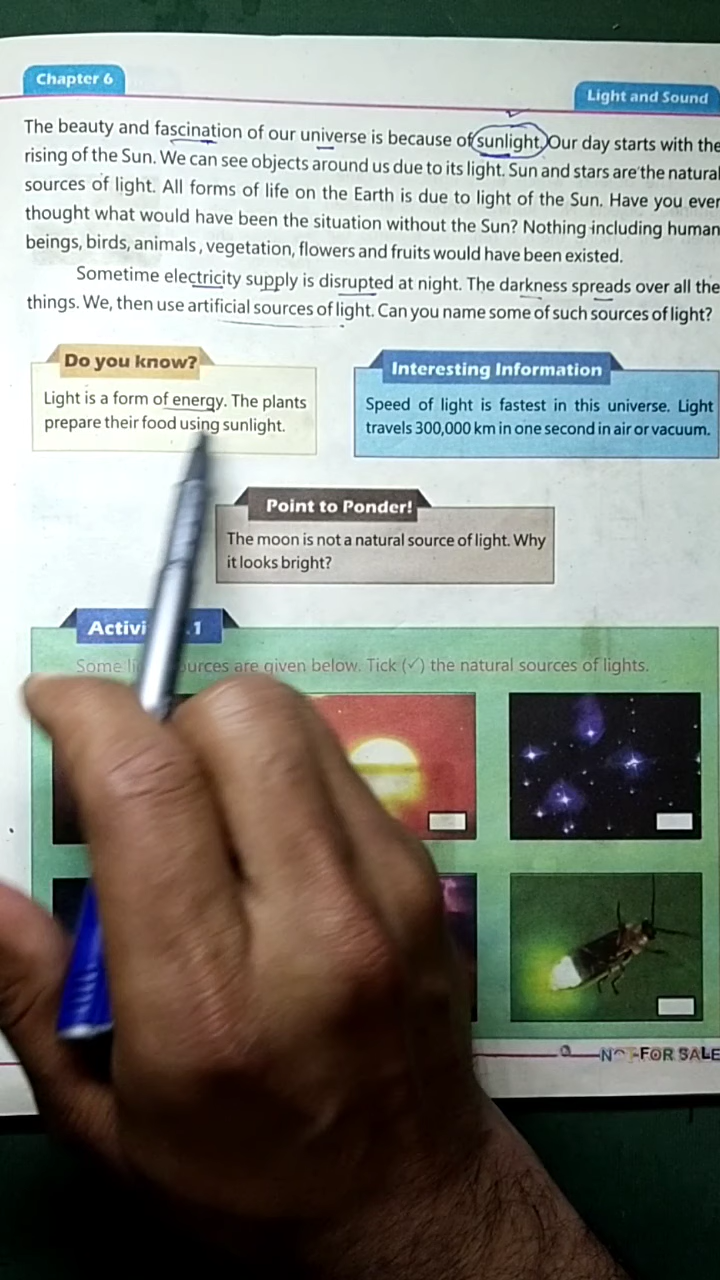 Chapter 6
Light and Sound
The beauty and fascination of our universe is because of sunlight. Our day starts with the
rising of the Sun. We can see objects around us due to its light. Sun and stars are the natural
sources of light. All forms of life on the Earth is due to light of the Sun. Have you ever
thought what would have been the situation without the Sun? Nothing including human
beings, birds, animals, vegetation, flowers and fruits would have been existed.
Sometime electricity supply is disrupted at night. The darkness spreads over all the
things. We, then use artificial sources of light. Can you name some of such sources of light?
Do you know?
Light is a form of energy. The plants
prepare their food using sunlight.
Interesting Information
Speed of light is fastest in this universe. Light
travels 300,000 km in one second in air or vacuum.
Point to Ponder!
The moon is not a natural source of light. Why
it looks bright?
Activi .1
Some li urces are given below. Tick (✓) the natural sources of lights.
-FOR SALE